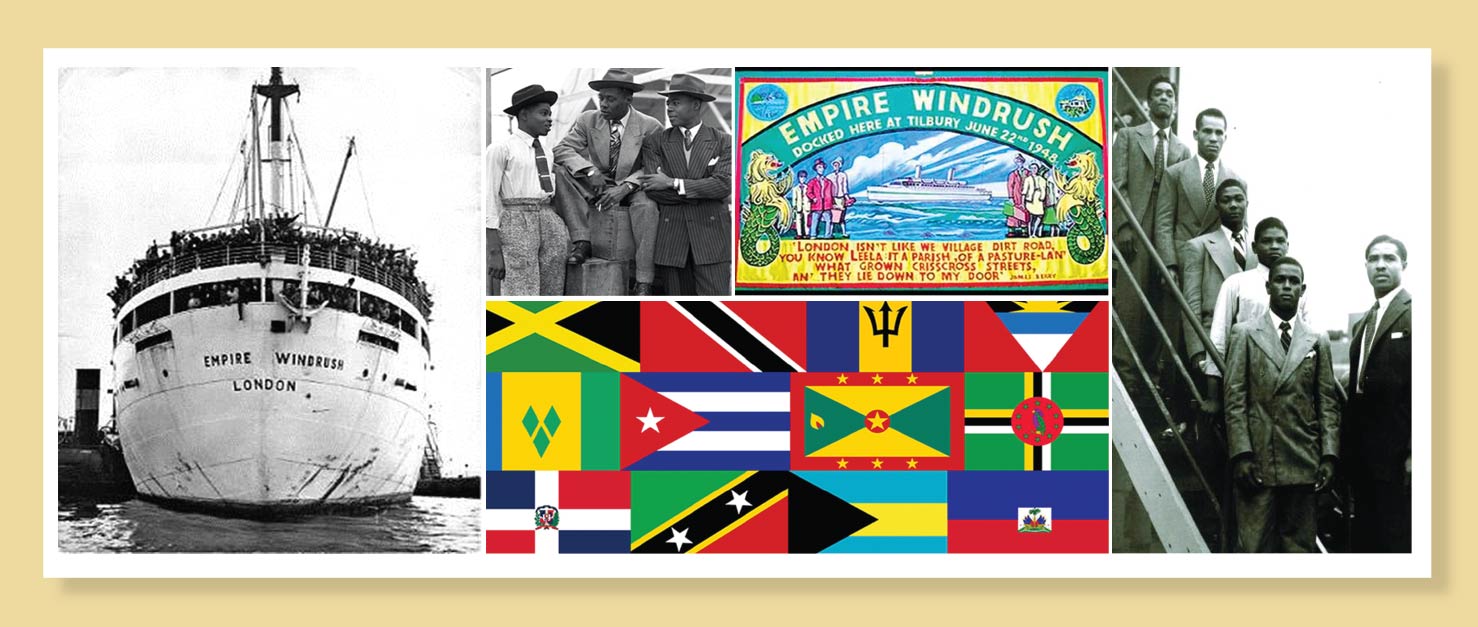 EMPIRE WINDRUSH
LONDON
EMPIRE WINDRUSH
DOCKED HERE AT TILBURY JUNE 22ND 1948
'LONDON, ISN'T LIKE WE VILLAGE DIRT ROAD,
YOU KNOW LEELA IT A PARISH, OF A PASTURE-LAN'
WHAT GROWN CRISSCROSS STREETS,
AN' THEY LIE DOWN TO MY DOOR' JAMES BERRY